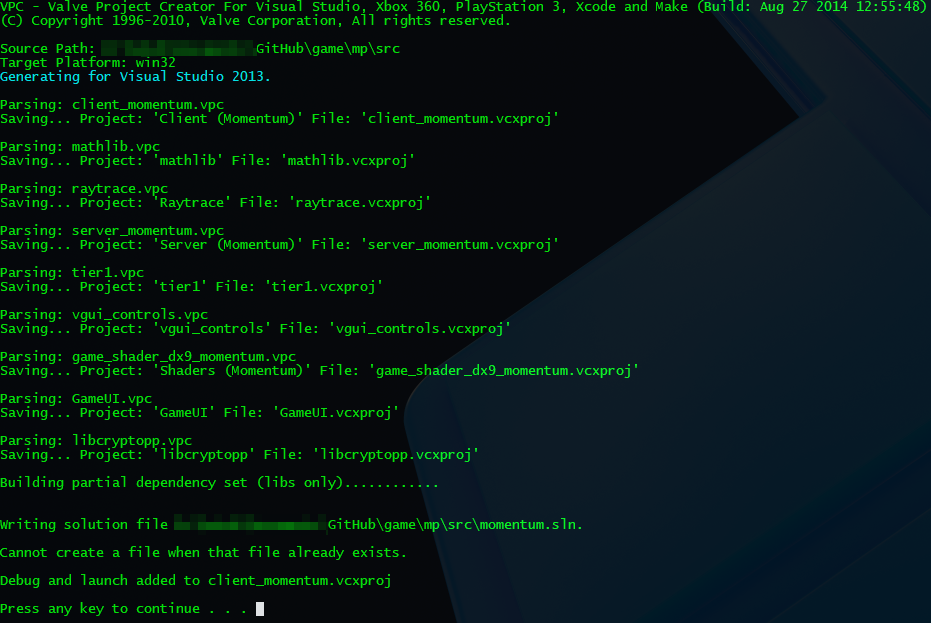 VPC - Valve Project Creator For Visual Studio, Xbox 360, PlayStation 3, Xcode and Make (Build: Aug 27 2014 12:55:48)
(C) Copyright 1996-2010, Valve Corporation, All rights reserved.
Source Path: GitHub\game\mp\src
Target Platform: win32
Generating for Visual Studio 2013.
Parsing: client_momentum.vpc
Saving... Project: 'Client (Momentum)' File: 'client_momentum.vcxproj'
Parsing: mathlib.vpc
Saving... Project: 'mathlib' File: 'mathlib.vcxproj'
Parsing: raytrace.vpc
Saving... Project: 'Raytrace' File: 'raytrace.vcxproj'
Parsing: server_momentum.vpc
Saving... Project: 'Server (Momentum)' File: 'server_momentum.vcxproj'
Parsing: tier1.vpc
Saving... Project: 'tier1' File: 'tier1.vcxproj'
Parsing: vgui_controls.vpc
Saving... Project: 'vgui_controls' File: 'vgui_controls.vcxproj'
Parsing: game_shader_dx9_momentum.vpc
Saving... Project: 'Shaders (Momentum)' File: 'game_shader_dx9_momentum.vcxproj'
Parsing: GameUI.vpc
Saving... Project: 'GameUI' File: 'GameUI.vcxproj'
Parsing: libcryptopp.vpc
Saving... Project: 'libcryptopp' File: 'libcryptopp.vcxproj'
Building partial dependency set (libs only)............
Writing solution file GitHub\game\mp\src\momentum.sln.
Cannot create a file when that file already exists.
Debug and launch added to client_momentum.vcxproj
Press any key to continue . . .